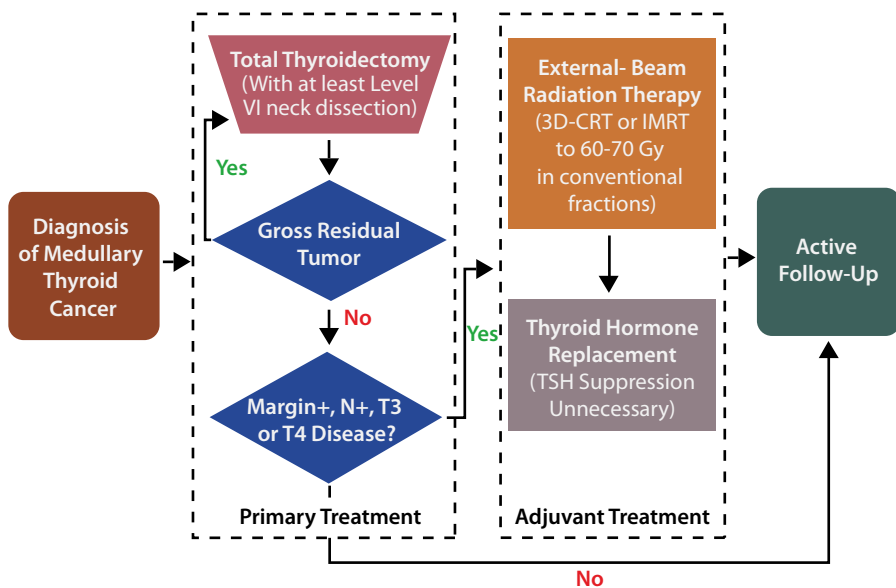 Diagnosis
of Medullary
Thyroid
Cancer
Total Thyroidectomy
(With at least Level
VI neck dissection)
Yes
Gross Residual
Tumor
No
Margin+, N+, T3
or T4 Disease?
Yes
Primary Treatment
External- Beam
Radiation Therapy
(3D-CRT or IMRT
to 60-70 Gy
in conventional
fractions)
Thyroid Hormone
Replacement
(TSH Suppression
Unnecessary)
Adjuvant Treatment
Active
Follow-Up
No